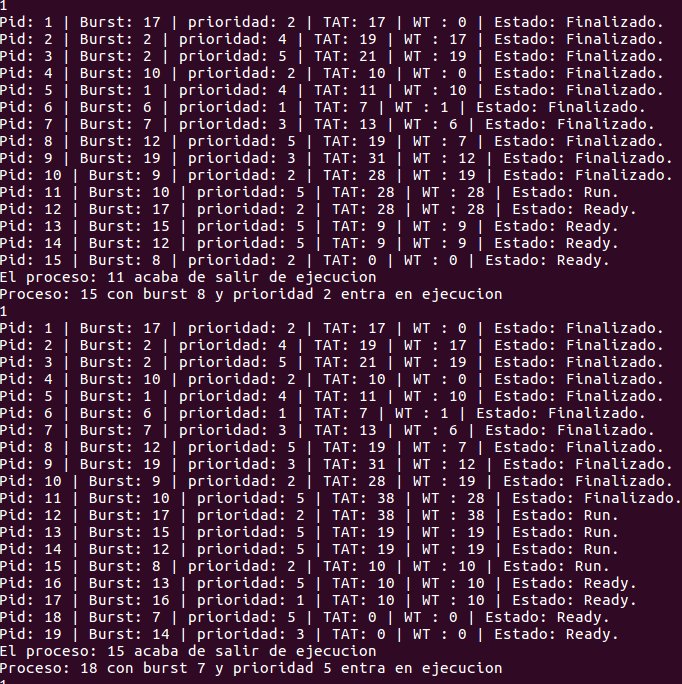 1
Pid: 1 | Burst: 17 | prioridad: 2 | TAT: 17 | WT : 0 | Estado: Finalizado.
Pid: 2 | Burst: 2 | prioridad: 4 | TAT: 19 | WT : 17 | Estado: Finalizado.
Pid: 3 | Burst: 2 | prioridad: 5 | TAT: 21 | WT : 19 | Estado: Finalizado.
Pid: 4 | Burst: 10 | prioridad: 2 | TAT: 10 | WT : 0 | Estado: Finalizado.
Pid: 5 | Burst: 1 | prioridad: 4 | TAT: 11 | WT : 10 | Estado: Finalizado.
Pid: 6 | Burst: 6 | prioridad: 1 | TAT: 7 | WT : 1 | Estado: Finalizado.
Pid: 7 | Burst: 7 | prioridad: 3 | TAT: 13 | WT : 6 | Estado: Finalizado.
Pid: 8 | Burst: 12 | prioridad: 5 | TAT: 19 | WT : 7 | Estado: Finalizado.
Pid: 9 | Burst: 19 | prioridad: 3 | TAT: 31 | WT : 12 | Estado: Finalizado.
Pid: 10 | Burst: 9 | prioridad: 2 | TAT: 28 | WT : 19 | Estado: Finalizado.
Pid: 11 | Burst: 10 | prioridad: 5 | TAT: 28 | WT : 28 | Estado: Run.
Pid: 12 | Burst: 17 | prioridad: 2 | TAT: 28 | WT : 28 | Estado: Ready.
Pid: 13 | Burst: 15 | prioridad: 5 | TAT: 9 | WT : 9 | Estado: Ready.
Pid: 14 | Burst: 12 | prioridad: 5 | TAT: 9 | WT : 9 | Estado: Ready.
Pid: 15 | Burst: 8 | prioridad: 2 | TAT: 0 | WT : 0 | Estado: Ready.
El proceso: 11 acaba de salir de ejecucion
Proceso: 15 con burst 8 y prioridad 2 entra en ejecucion
1
Pid: 1 | Burst: 17 | prioridad: 2 | TAT: 17 | WT : 0 | Estado: Finalizado.
Pid: 2 | Burst: 2 | prioridad: 4 | TAT: 19 | WT : 17 | Estado: Finalizado.
Pid: 3 | Burst: 2 | prioridad: 5 | TAT: 21 | WT : 19 | Estado: Finalizado.
Pid: 4 | Burst: 10 | prioridad: 2 | TAT: 10 | WT : 0 | Estado: Finalizado.
Pid: 5 | Burst: 1 | prioridad: 4 | TAT: 11 | WT : 10 | Estado: Finalizado.
Pid: 6 | Burst: 6 | prioridad: 1 | TAT: 7 | WT : 1 | Estado: Finalizado.
Pid: 7 | Burst: 7 | prioridad: 3 | TAT: 13 | WT : 6 | Estado: Finalizado.
Pid: 8 | Burst: 12 | prioridad: 5 | TAT: 19 | WT : 7 | Estado: Finalizado.
Pid: 9 | Burst: 19 | prioridad: 3 | TAT: 31 | WT : 12 | Estado: Finalizado.
Pid: 10 | Burst: 9 | prioridad: 2 | TAT: 28 | WT : 19 | Estado: Finalizado.
Pid: 11 | Burst: 10 | prioridad: 5 | TAT: 38 | WT : 28 | Estado: Finalizado.
Pid: 12 | Burst: 17 | prioridad: 2 | TAT: 38 | WT : 38 | Estado: Run.
Pid: 13 | Burst: 15 | prioridad: 5 | TAT: 19 | WT : 19 | Estado: Run.
Pid: 14 | Burst: 12 | prioridad: 5 | TAT: 19 | WT : 19 | Estado: Run.
Pid: 15 | Burst: 8 | prioridad: 2 | TAT: 10 | WT : 10 | Estado: Run.
Pid: 16 | Burst: 13 | prioridad: 5 | TAT: 10 | WT : 10 | Estado: Ready.
Pid: 17 | Burst: 16 | prioridad: 1 | TAT: 10 | WT : 10 | Estado: Ready.
Pid: 18 | Burst: 7 | prioridad: 5 | TAT: 0 | WT : 0 | Estado: Ready.
Pid: 19 | Burst: 14 | prioridad: 3 | TAT: 0 | WT : 0 | Estado: Ready.
El proceso: 15 acaba de salir de ejecucion
Proceso: 18 con burst 7 y prioridad 5 entra en ejecucion